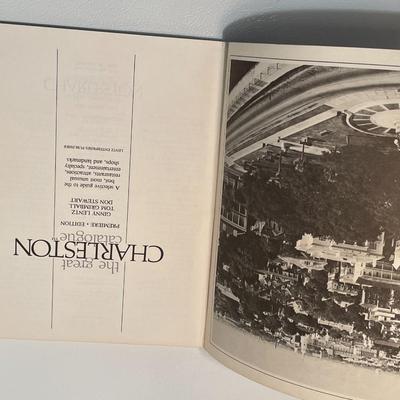 the great
CHARLESTON
catalogue
PREMIERE • EDITION
GINNY LENTZ
TOM GRIMBALL
DON STEWART
A selective guide to the
best, most unusual
restaurants, attractions,
entertainment, specialty
shops, and landmarks
LENTZ ENTERPRISES PUBLISHER